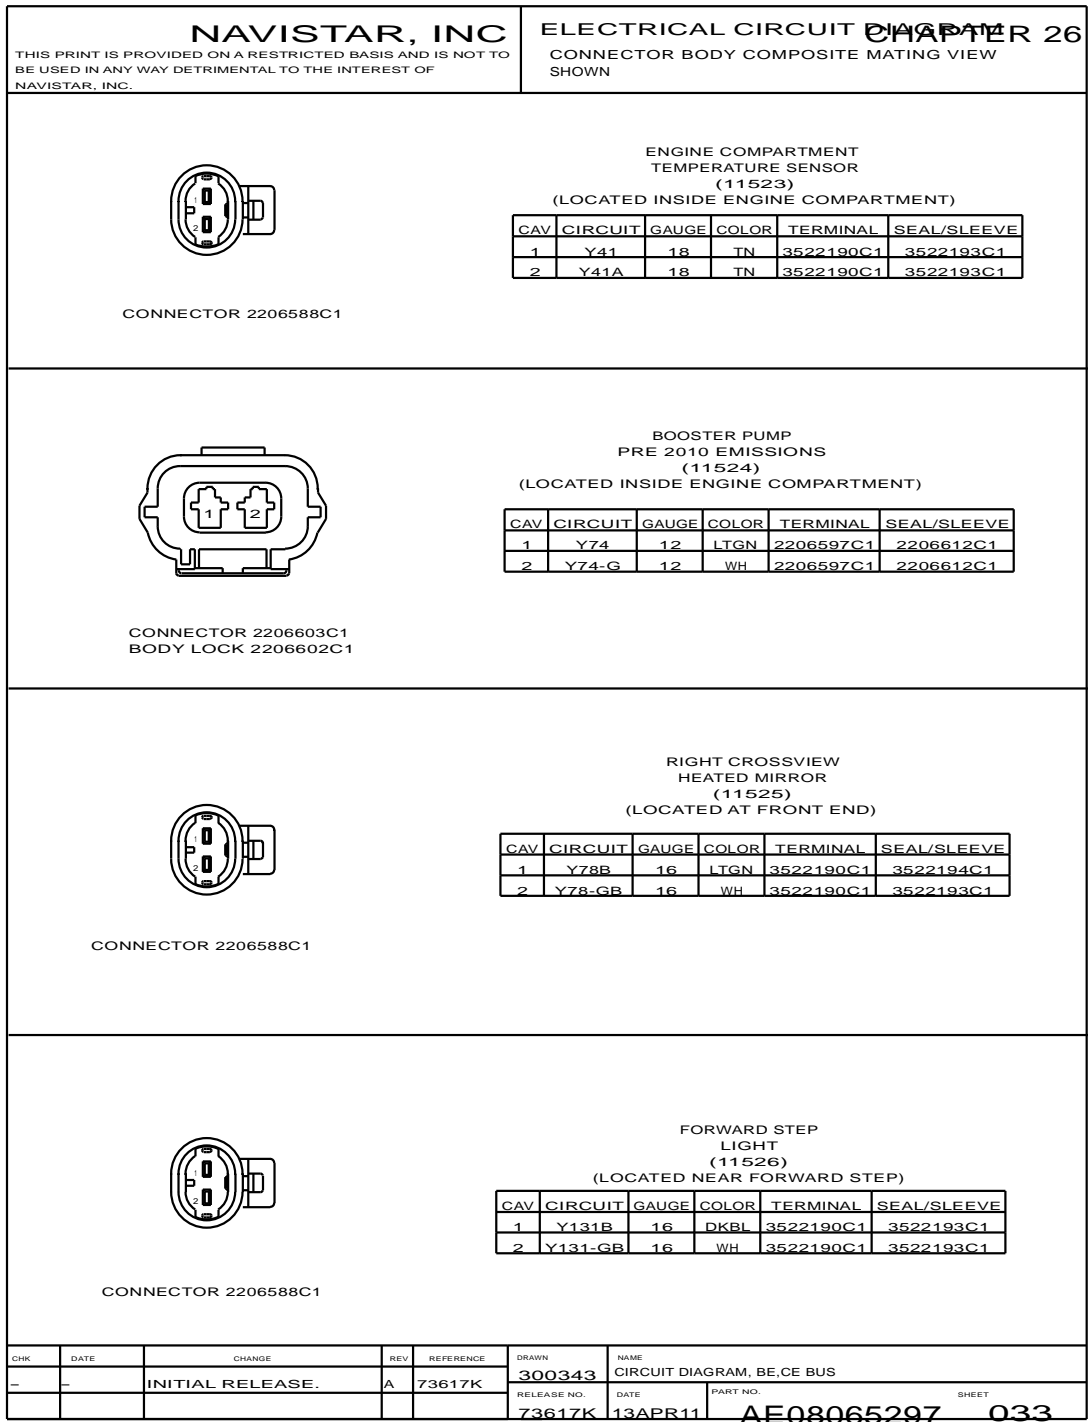 NAVISTAR, INC
THIS PRINT IS PROVIDED ON A RESTRICTED BASIS AND IS NOT TO
BE USED IN ANY WAY DETRIMENTAL TO THE INTEREST OF
NAVISTAR, INC.
ELECTRICAL CIRCUIT DIAGRAM
CHAPTER 26
CONNECTOR BODY COMPOSITE MATING VIEW
SHOWN
1
2
CONNECTOR 2206588C1
ENGINE COMPARTMENT
TEMPERATURE SENSOR
(11523)
(LOCATED INSIDE ENGINE COMPARTMENT)
CAV CIRCUIT GAUGE COLOR TERMINAL SEAL/SLEEVE
1 Y41 18 TN 3522190C1 3522193C1
2 Y41A 18 TN 3522190C1 3522193C1
1 2
CONNECTOR 2206603C1
BODY LOCK 2206602C1
BOOSTER PUMP
PRE 2010 EMISSIONS
(11524)
(LOCATED INSIDE ENGINE COMPARTMENT)
CAV CIRCUIT GAUGE COLOR TERMINAL SEAL/SLEEVE
1 Y74 12 LTGN 2206597C1 2206612C1
2 Y74-G 12 WH 2206597C1 2206612C1
1
2
CONNECTOR 2206588C1
RIGHT CROSSVIEW
HEATED MIRROR
(11525)
(LOCATED AT FRONT END)
CAV CIRCUIT GAUGE COLOR TERMINAL SEAL/SLEEVE
1 Y78B 16 LTGN 3522190C1 3522194C1
2 Y78-GB 16 WH 3522190C1 3522193C1
1
2
CONNECTOR 2206588C1
FORWARD STEP
LIGHT
(11526)
(LOCATED NEAR FORWARD STEP)
CAV CIRCUIT GAUGE COLOR TERMINAL SEAL/SLEEVE
1 Y131B 16 DKBL 3522190C1 3522193C1
2 Y131-GB 16 WH 3522190C1 3522193C1
CHK DATE CHANGE REV REFERENCE
– – INITIAL RELEASE. A 73617K
DRAWN
300343
NAME
CIRCUIT DIAGRAM, BE,CE BUS
RELEASE NO.
73617K
DATE
13APR11
PART NO.
AE08065297
SHEET
033